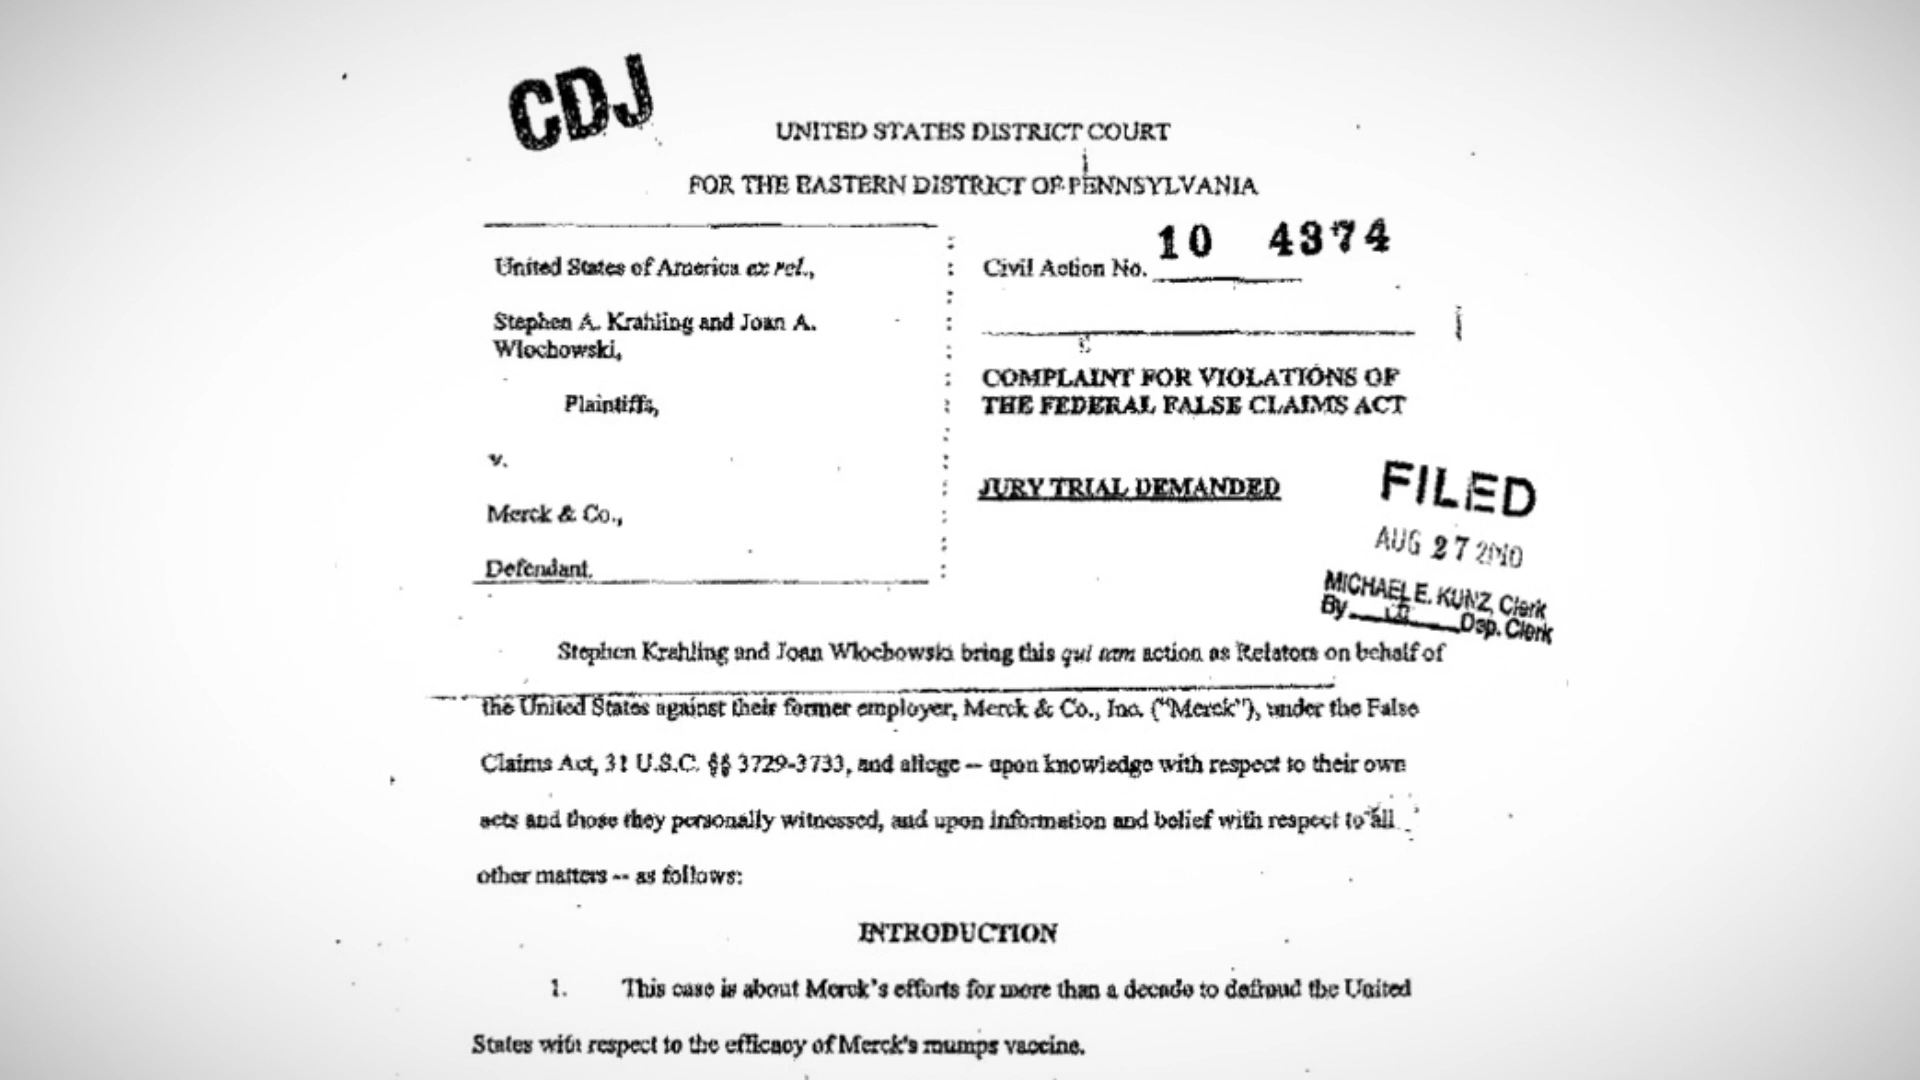 CDJ
UNITED STATES DISTRICT COURT
FOR THE EASTERN DISTRICT OF PENNSYLVANIA
United States of America ex rel.,
Stephen A. Krahling and Joan A.
Wlochowski,
Plaintiffs,
v.
Merck & Co.,
Defendant.
Civil Action No. 10 4374
COMPLAINT FOR VIOLATIONS OF
THE FEDERAL FALSE CLAIMS ACT
JURY TRIAL DEMANDED
FILED
AUG 27 2010
MICHAEL E. KUNZ, Clerk
By Dep. Clerk
Stephen Krahling and Joan Wlochowski bring this qui tam action as Relators on behalf of
the United States against their former employer, Merck & Co., Inc. ("Merck"), under the False
Claims Act, 31 U.S.C. §§ 3729-3733, and allege -- upon knowledge with respect to their own
acts and those they personally witnessed, and upon information and belief with respect to all
other matters -- as follows:
INTRODUCTION
1. This case is about Merck's efforts for more than a decade to defraud the United
States with respect to the efficacy of Merck's mumps vaccine.